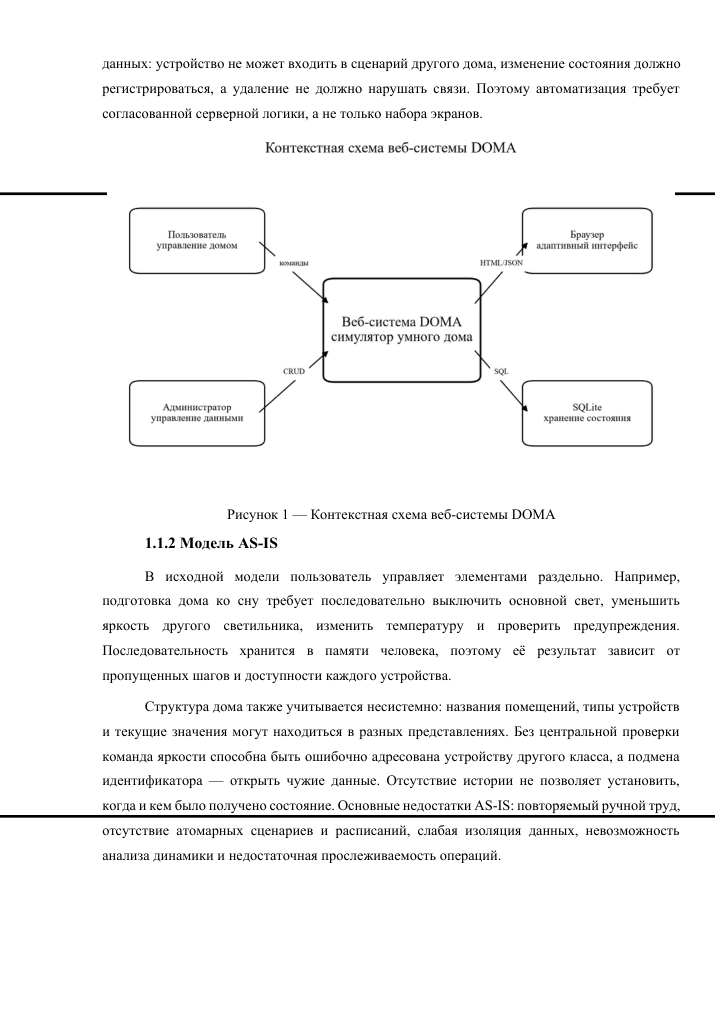 данных: устройство не может входить в сценарий другого дома, изменение состояния должно
регистрироваться, а удаление не должно нарушать связи. Поэтому автоматизация требует
согласованной серверной логики, а не только набора экранов.
Контекстная схема веб-системы DOMA
Пользователь
управление домом
Браузер
адаптивный интерфейс
команды
HTML/JSON
Веб-система DOMA
симулятор умного дома
CRUD
SQL
Администратор
управление данными
SQLite
хранение состояния
Рисунок 1 — Контекстная схема веб-системы DOMA
1.1.2 Модель AS-IS
В исходной модели пользователь управляет элементами раздельно. Например,
подготовка дома ко сну требует последовательно выключить основной свет, уменьшить
яркость другого светильника, изменить температуру и проверить предупреждения.
Последовательность хранится в памяти человека, поэтому её результат зависит от
пропущенных шагов и доступности каждого устройства.
Структура дома также учитывается несистемно: названия помещений, типы устройств
и текущие значения могут находиться в разных представлениях. Без центральной проверки
команда яркости способна быть ошибочно адресована устройству другого класса, а подмена
идентификатора — открыть чужие данные. Отсутствие истории не позволяет установить,
когда и кем было получено состояние. Основные недостатки AS-IS: повторяемый ручной труд,
отсутствие атомарных сценариев и расписаний, слабая изоляция данных, невозможность
анализа динамики и недостаточная прослеживаемость операций.